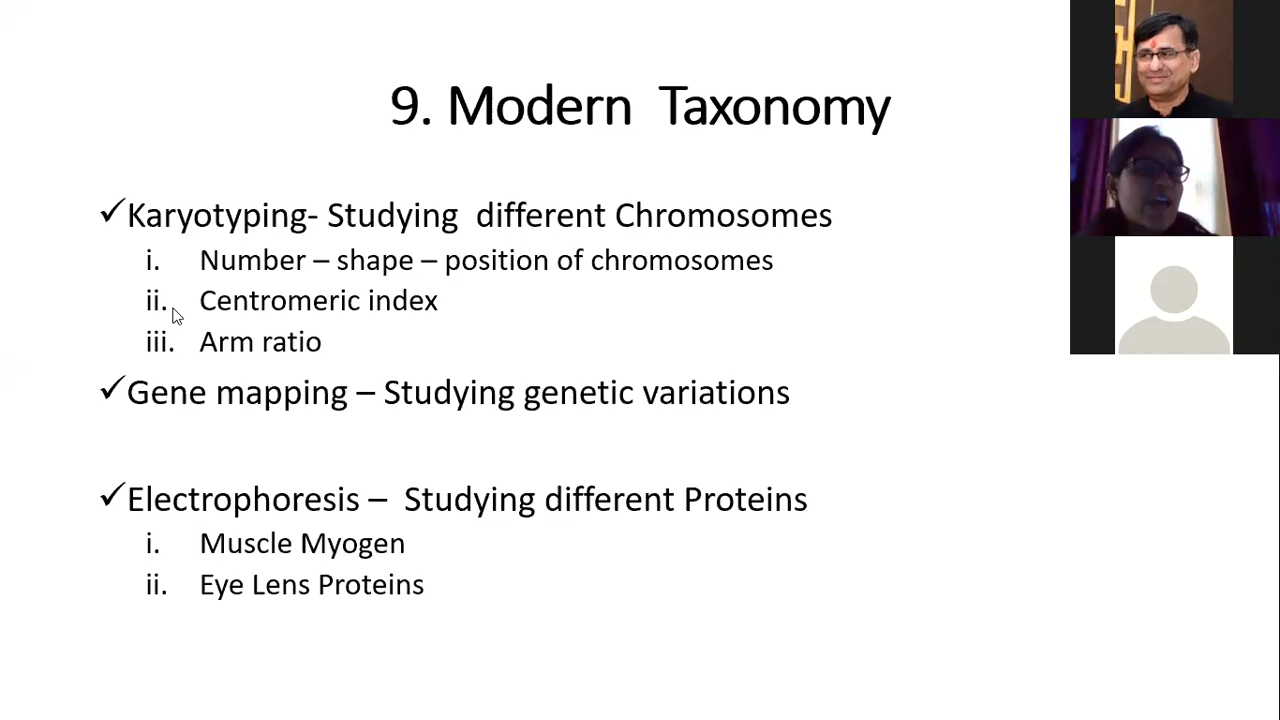 9. Modern Taxonomy
✓Karyotyping- Studying different Chromosomes
i. Number – shape – position of chromosomes
ii. Centromeric index
iii. Arm ratio
✓Gene mapping – Studying genetic variations
✓Electrophoresis – Studying different Proteins
i. Muscle Myogen
ii. Eye Lens Proteins